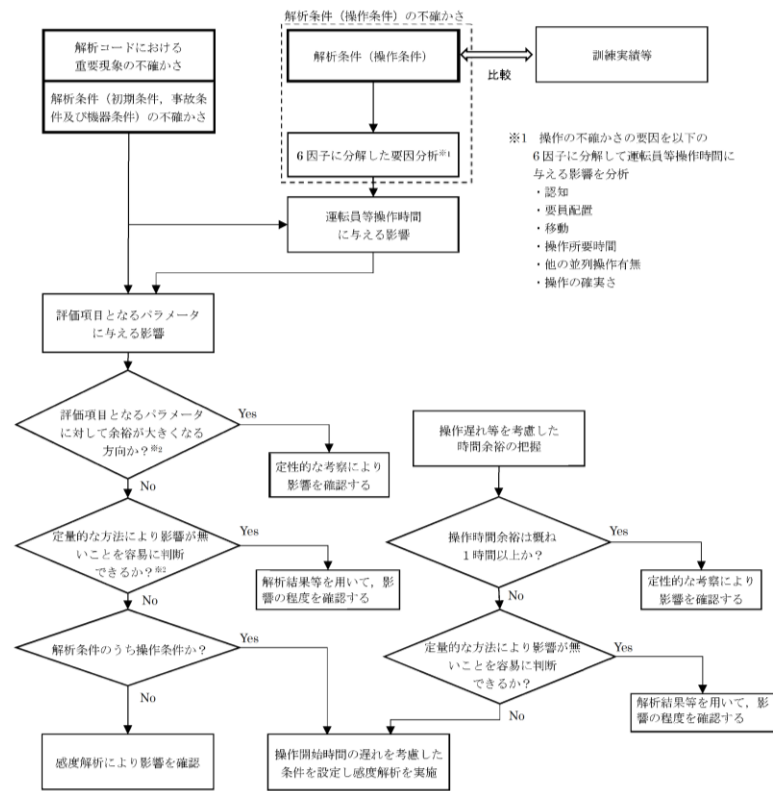 解析条件(操作条件)の不確かさ
解析コードにおける
重要現象の不確かさ
解析条件(初期条件,事故条
件及び機器条件)の不確かさ
解析条件(操作条件)
比較
訓練実績等
6因子に分解した要因分析※1
※1 操作の不確かさの要因を以下の
6因子に分解して運転員等操作時間に
与える影響を分析
・認知
・要員配置
・移動
・操作所要時間
・他の並列操作有無
・操作の確実さ
運転員等操作時間
に与える影響
評価項目となるパラメータ
に与える影響
評価項目となるパラメータ
に対して余裕が大きくなる
方向か?※2
Yes
定性的な考察により
影響を確認する
No
定量的な方法により影響が無
いことを容易に判断
できるか?※2
Yes
解析結果等を用いて,影
響の程度を確認する
No
解析条件のうち操作条件か?
Yes
No
感度解析により影響を確認
操作遅れ等を考慮した
時間余裕の把握
操作時間余裕は概ね
1時間以上か?
Yes
定性的な考察により
影響を確認する
No
定量的な方法により影響が無
いことを容易に判断
できるか?
Yes
解析結果等を用いて,影
響の程度を確認する
No
操作開始時間の遅れを考慮した
条件を設定し感度解析を実施